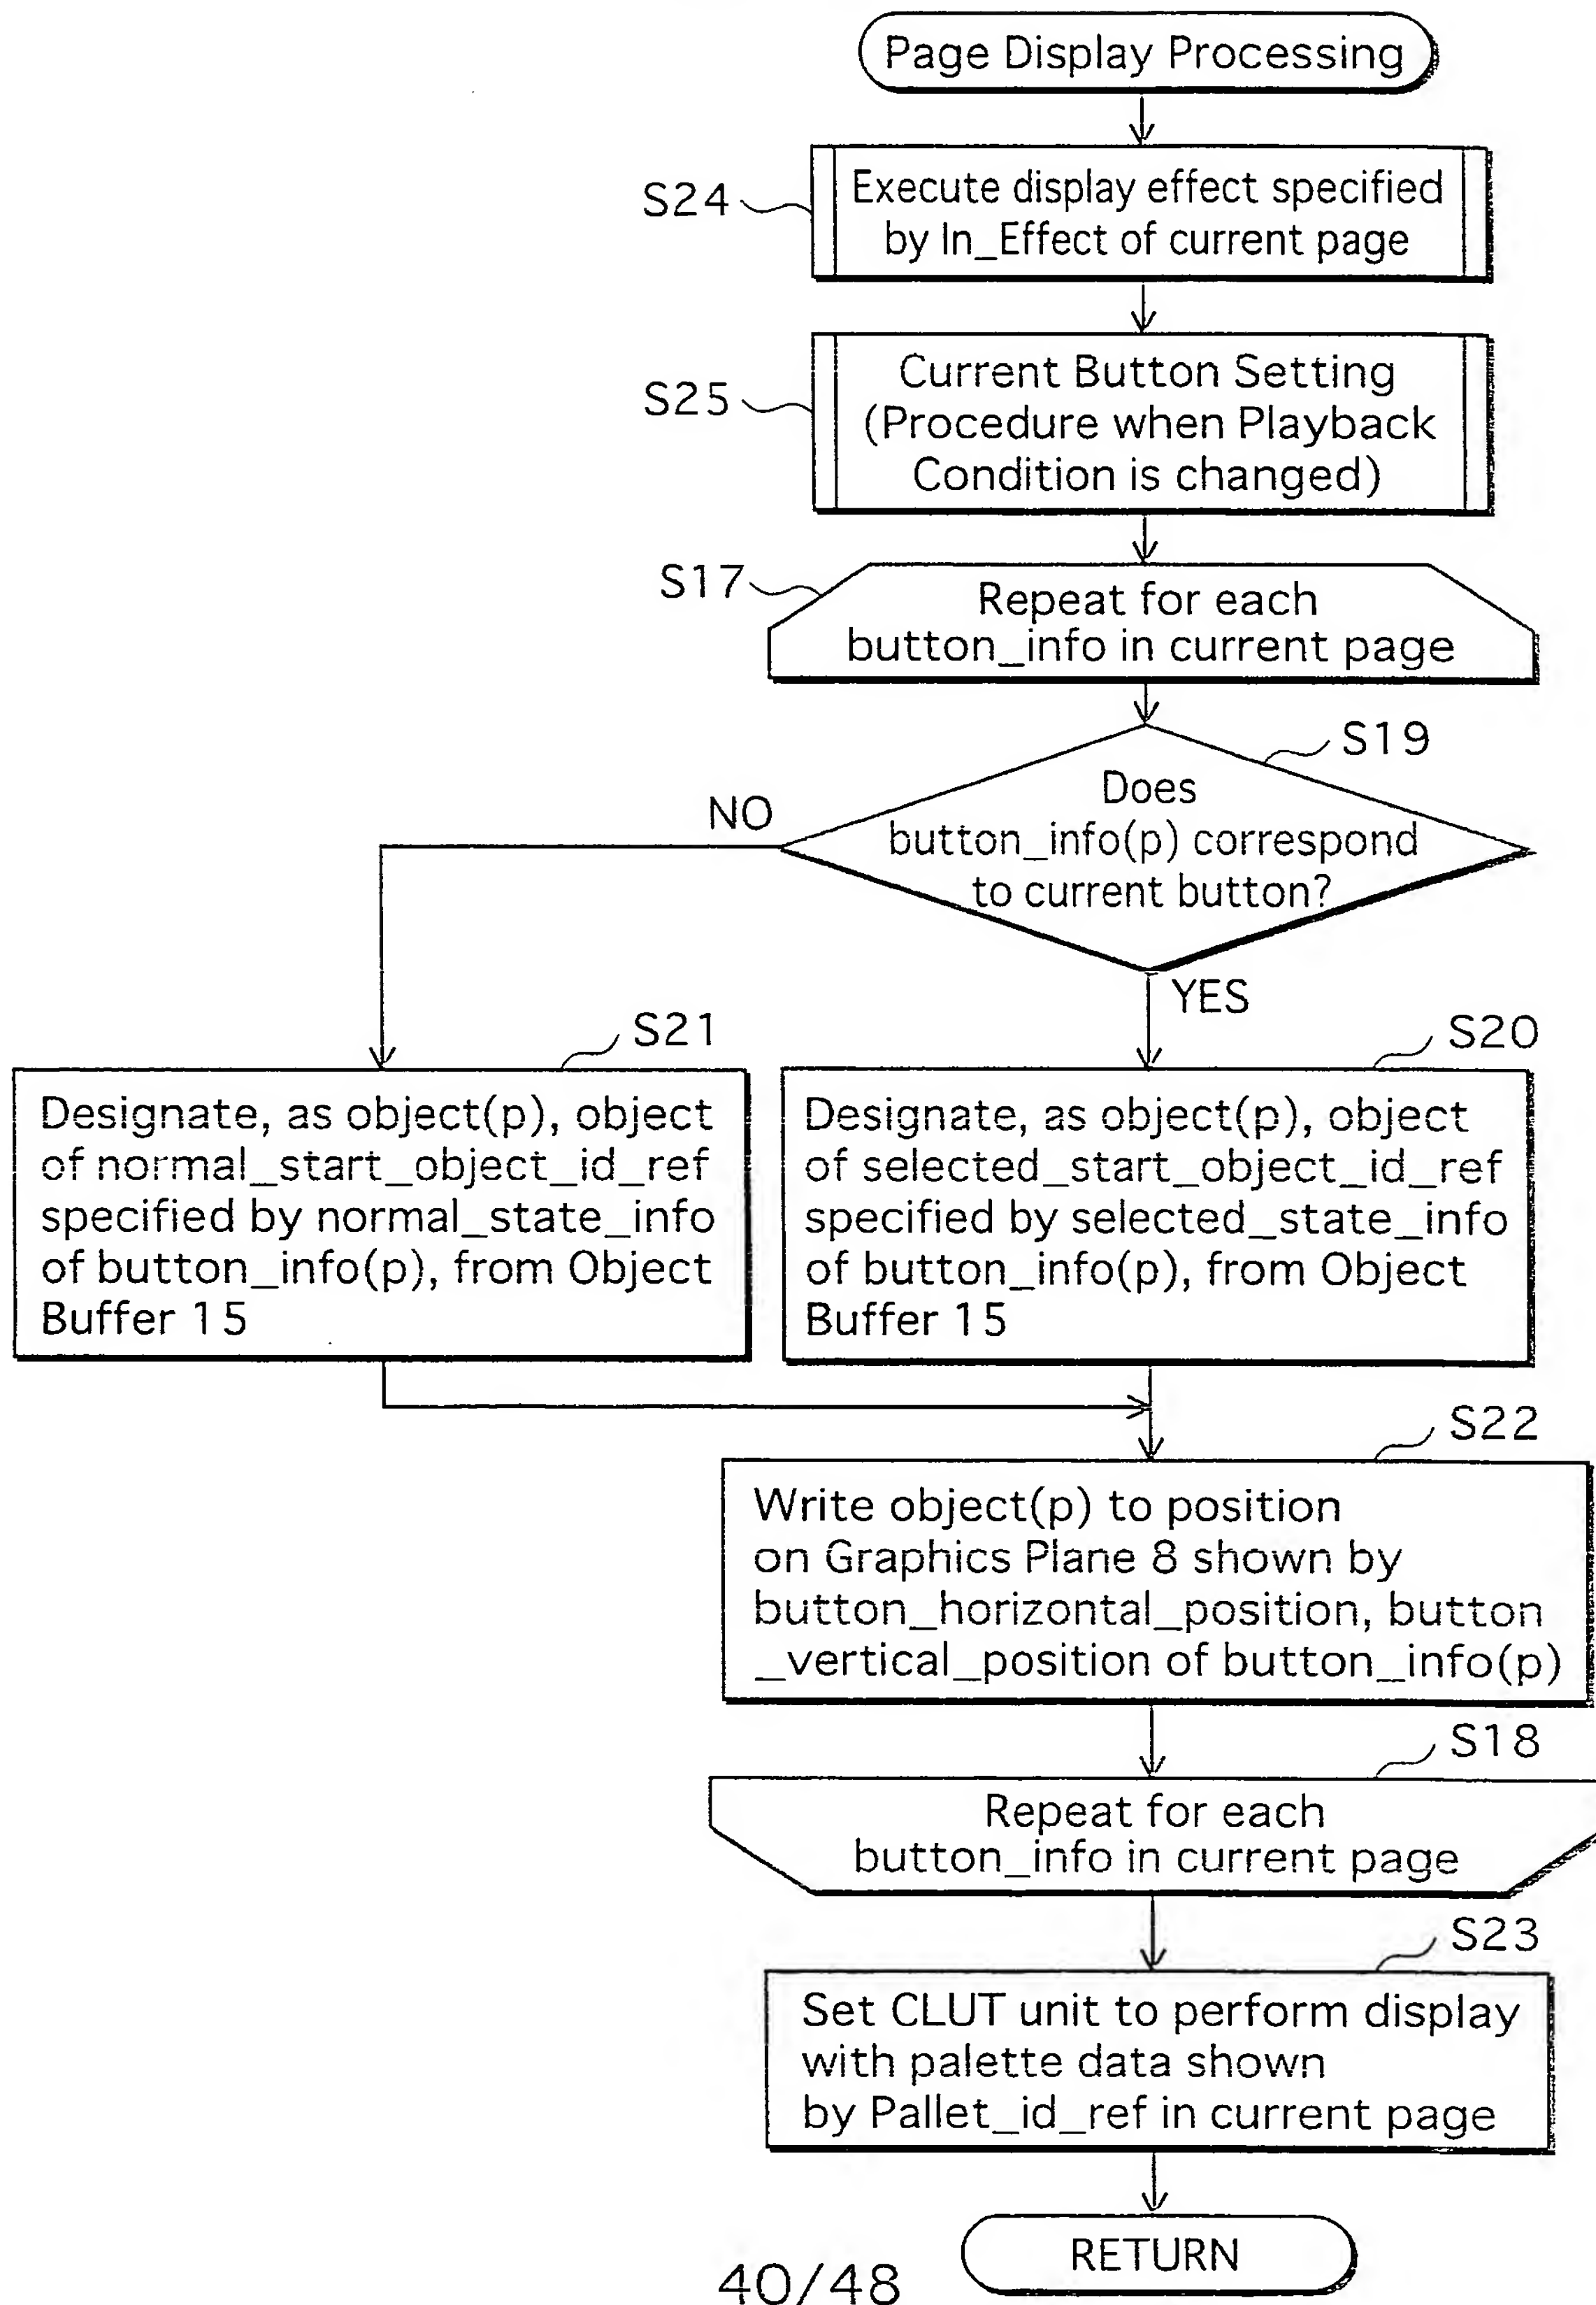 Page Display Processing
S24
Execute display effect specified
by In_Effect of current page
S25
Current Button Setting
(Procedure when Playback
Condition is changed)
S17
Repeat for each
button_info in current page
S19
Does
button_info(p) correspond
to current button?
NO
YES
S21
Designate, as object(p), object
of normal_start_object_id_ref
specified by normal_state_info
of button_info(p), from Object
Buffer 15
S20
Designate, as object(p), object
of selected_start_object_id_ref
specified by selected_state_info
of button_info(p), from Object
Buffer 15
S22
Write object(p) to position
on Graphics Plane 8 shown by
button_horizontal_position, button
_vertical_position of button_info(p)
S18
Repeat for each
button_info in current page
S23
Set CLUT unit to perform display
with palette data shown
by Pallet_id_ref in current page
RETURN
40/48